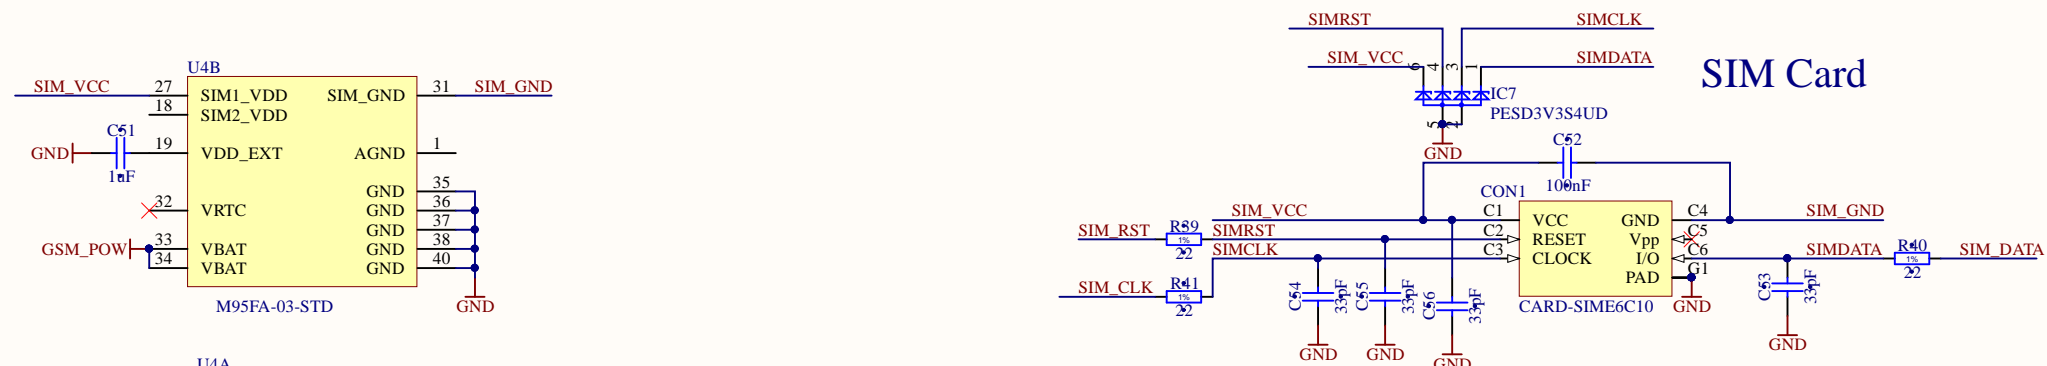 U4B
SIM_VCC
27
SIM1_VDD
SIM_GND
31
SIM_GND
18
SIM2_VDD
C51
GND
1uF
19
VDD_EXT
AGND
1
32
VRTC
GSM_POW
33
VBAT
34
VBAT
GND
35
GND
36
GND
37
GND
38
GND
40
GND
M95FA-03-STD
U4A
SIMRST
SIMCLK
SIM_VCC
SIMDATA
6
4
3
1
IC7
PESD3V3S4UD
5
2
GND
SIM Card
C52
100nF
CON1
SIM_VCC
C1
VCC
GND
C4
SIM_GND
SIM_RST
R39
1%
22
SIMRST
C2
RESET
Vpp
C5
SIMCLK
C3
CLOCK
I/O
C6
SIMDATA
R40
1%
22
SIM_DATA
PAD
G1
GND
SIM_CLK
R41
1%
22
C54
33pF
GND
C55
33pF
GND
C56
33pF
GND
CARD-SIME6C10
C53
33pF
GND